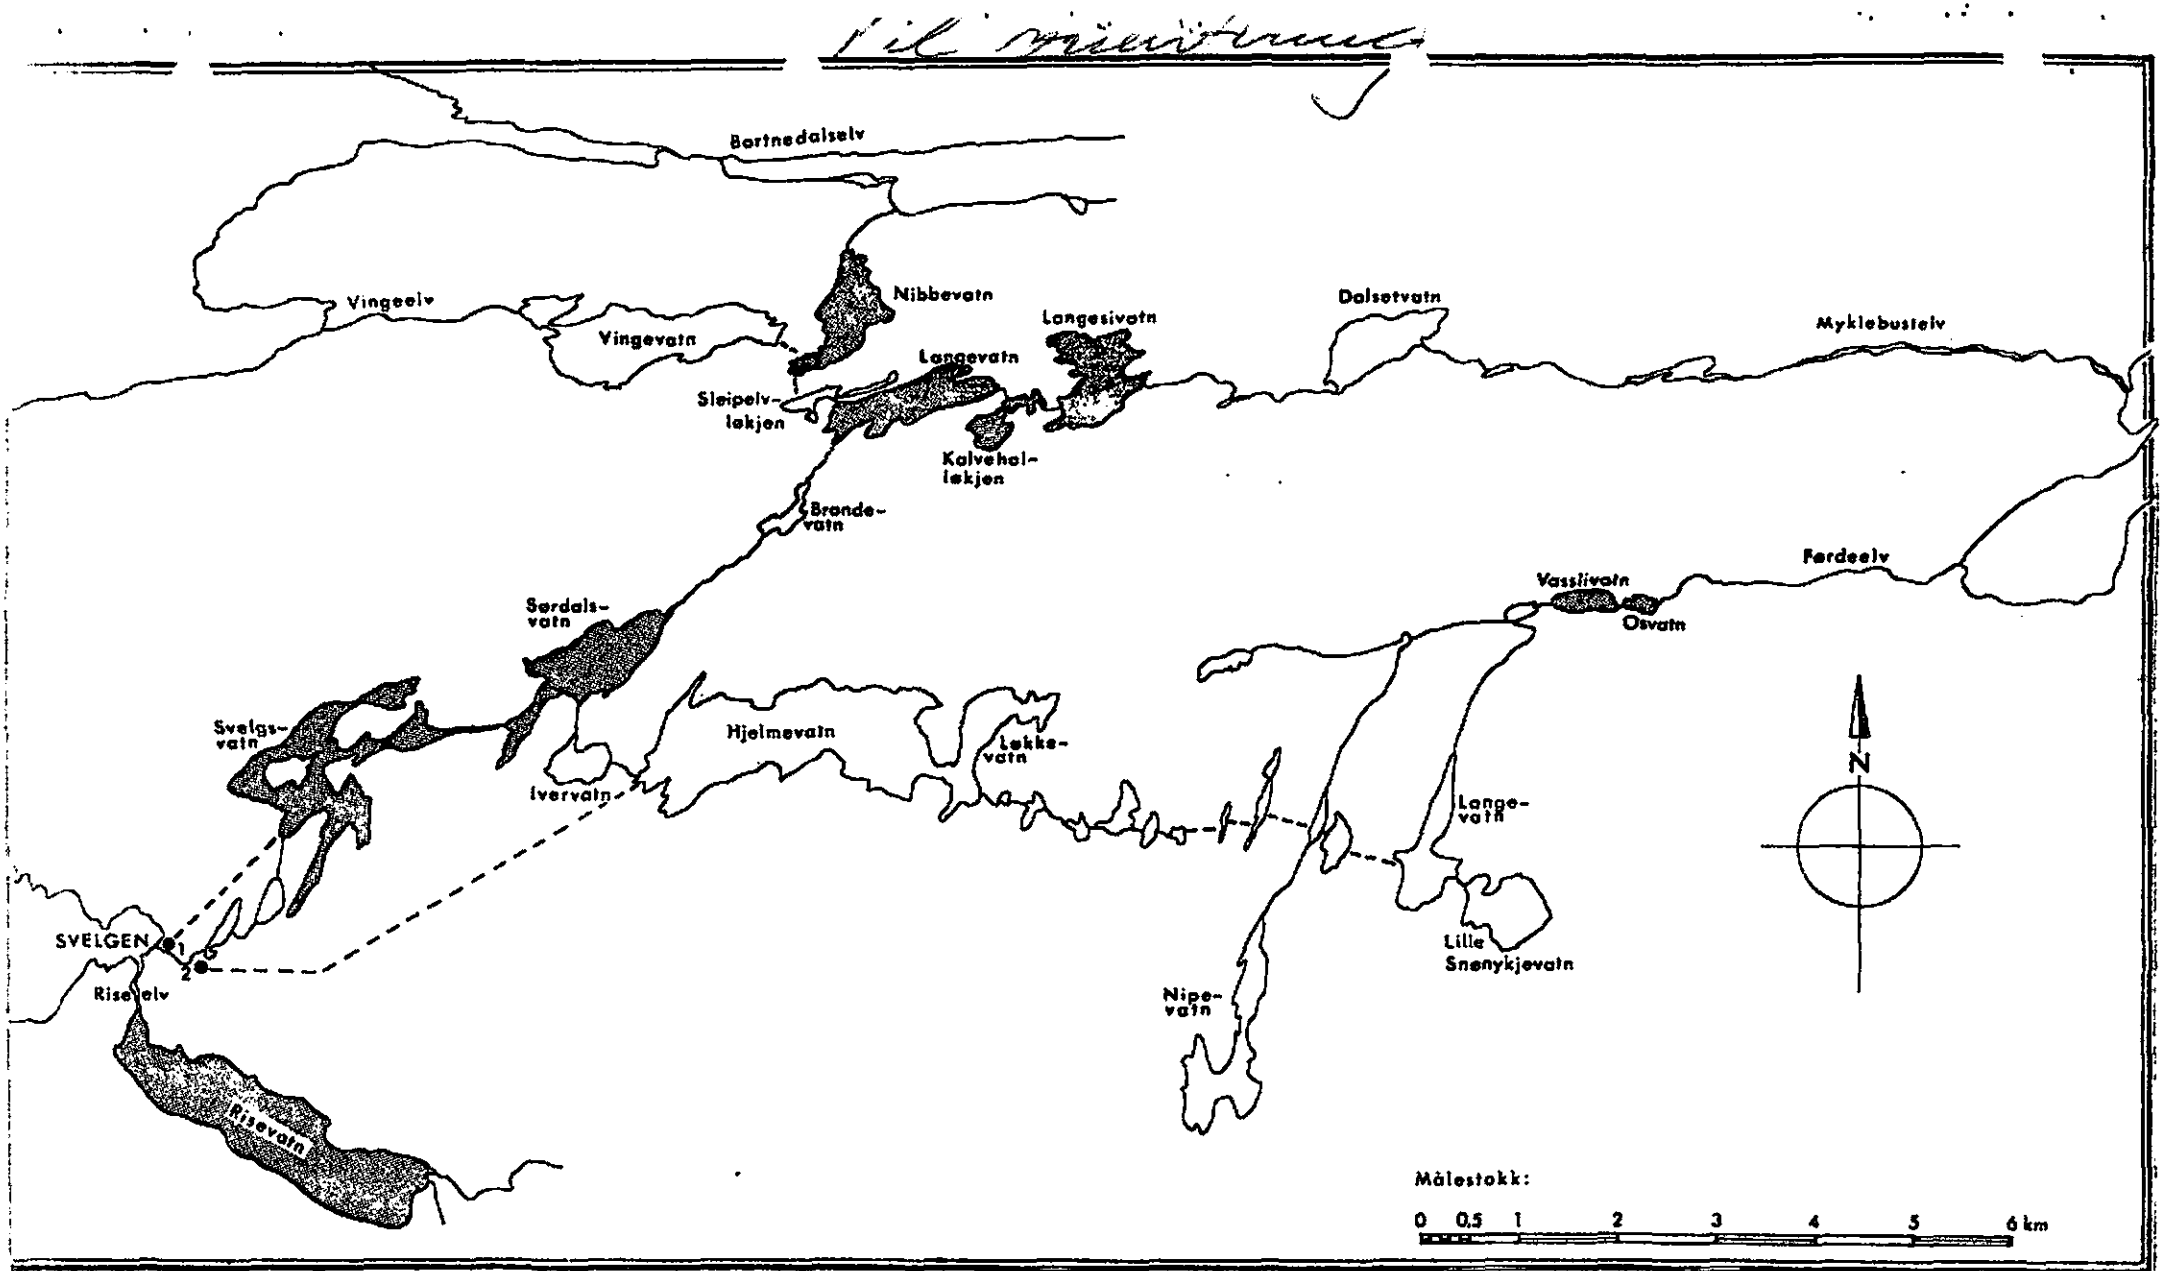 Til
Bortnedalselv
Nibbevatn
Vingeelv
Vingevatn
Langesivatn
Dalsetvatn
Myklebustelv
Langevatn
Sleipelv-
løkjen
Kalvehal-
løkjen
Brande-
vatn
Førdeelv
Vasslivatn
Osvatn
Sørdals-
vatn
Svelgs-
vatn
Hjelmevatn
Løkke-
vatn
Ivervatn
Lange-
vatn
N
SVELGEN
1
2
Lille
Snønykjevatn
Riseelv
Nipe-
vatn
Risevatn
Målestokk:
0 0,5 1 2 3 4 5 6 km